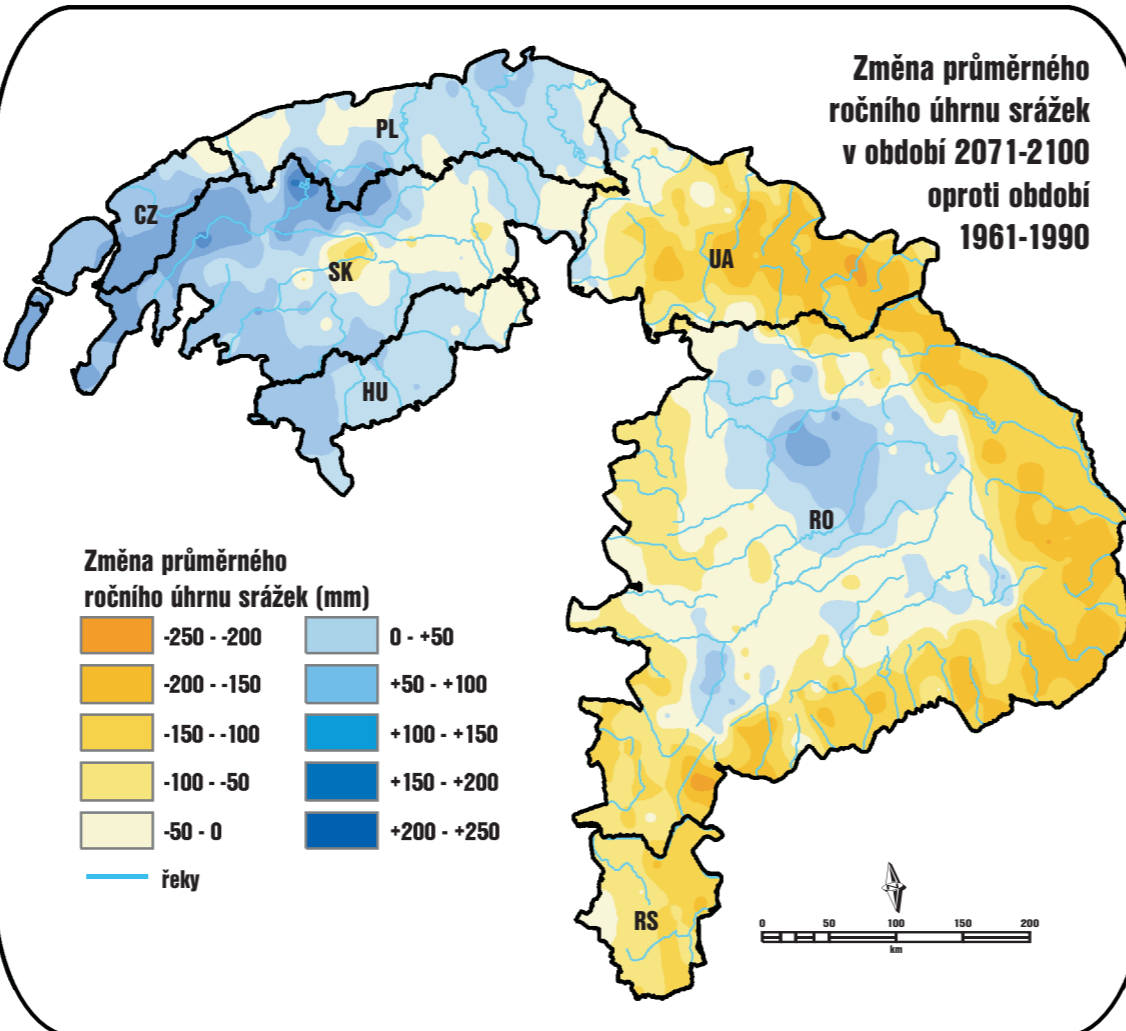 Změna průměrného
ročního úhrnu srážek
v období 2071-2100
oproti období
1961-1990
PL
CZ
SK
UA
HU
RO
RS
Změna průměrného
ročního úhrnu srážek (mm)
-250 - -200
0 - +50
-200 - -150
+50 - +100
-150 - -100
+100 - +150
-100 - -50
+150 - +200
-50 - 0
+200 - +250
řeky
0 50 100 150 200
km